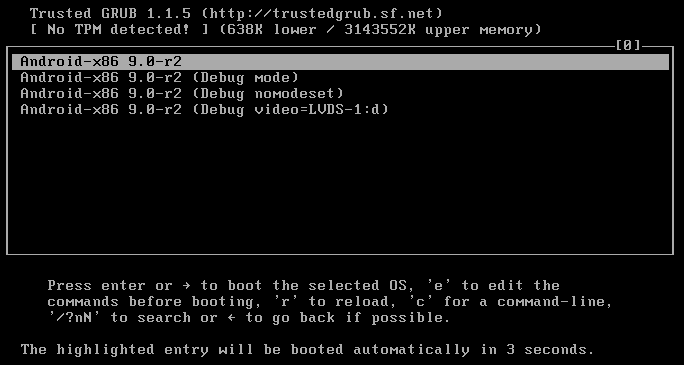 Trusted GRUB 1.1.5 (http://trustedgrub.sf.net)
[ No TPM detected! ] (638K lower / 3143552K upper memory)
[0]
Android-x86 9.0-r2
Android-x86 9.0-r2 (Debug mode)
Android-x86 9.0-r2 (Debug nomodeset)
Android-x86 9.0-r2 (Debug video=LVDS-1:d)
Press enter or → to boot the selected OS, 'e' to edit the
commands before booting, 'r' to reload, 'c' for a command-line,
'/?nN' to search or ← to go back if possible.
The highlighted entry will be booted automatically in 3 seconds.